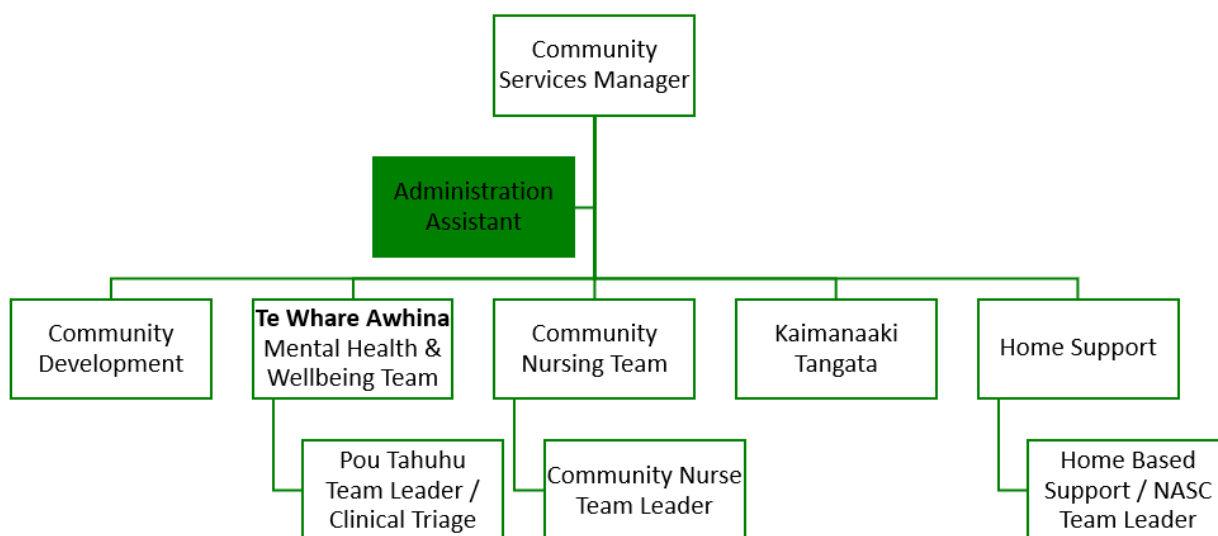 Community
Services Manager
Administration
Assistant
Community
Development
Te Whare Awhina
Mental Health &
Wellbeing Team
Community
Nursing Team
Kaimanaaki
Tangata
Home Support
Pou Tahuhu
Team Leader /
Clinical Triage
Community Nurse
Team Leader
Home Based
Support / NASC
Team Leader